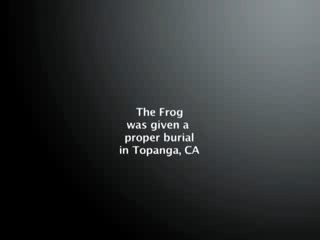 The Frog
was given a
proper burial
in Topanga, CA